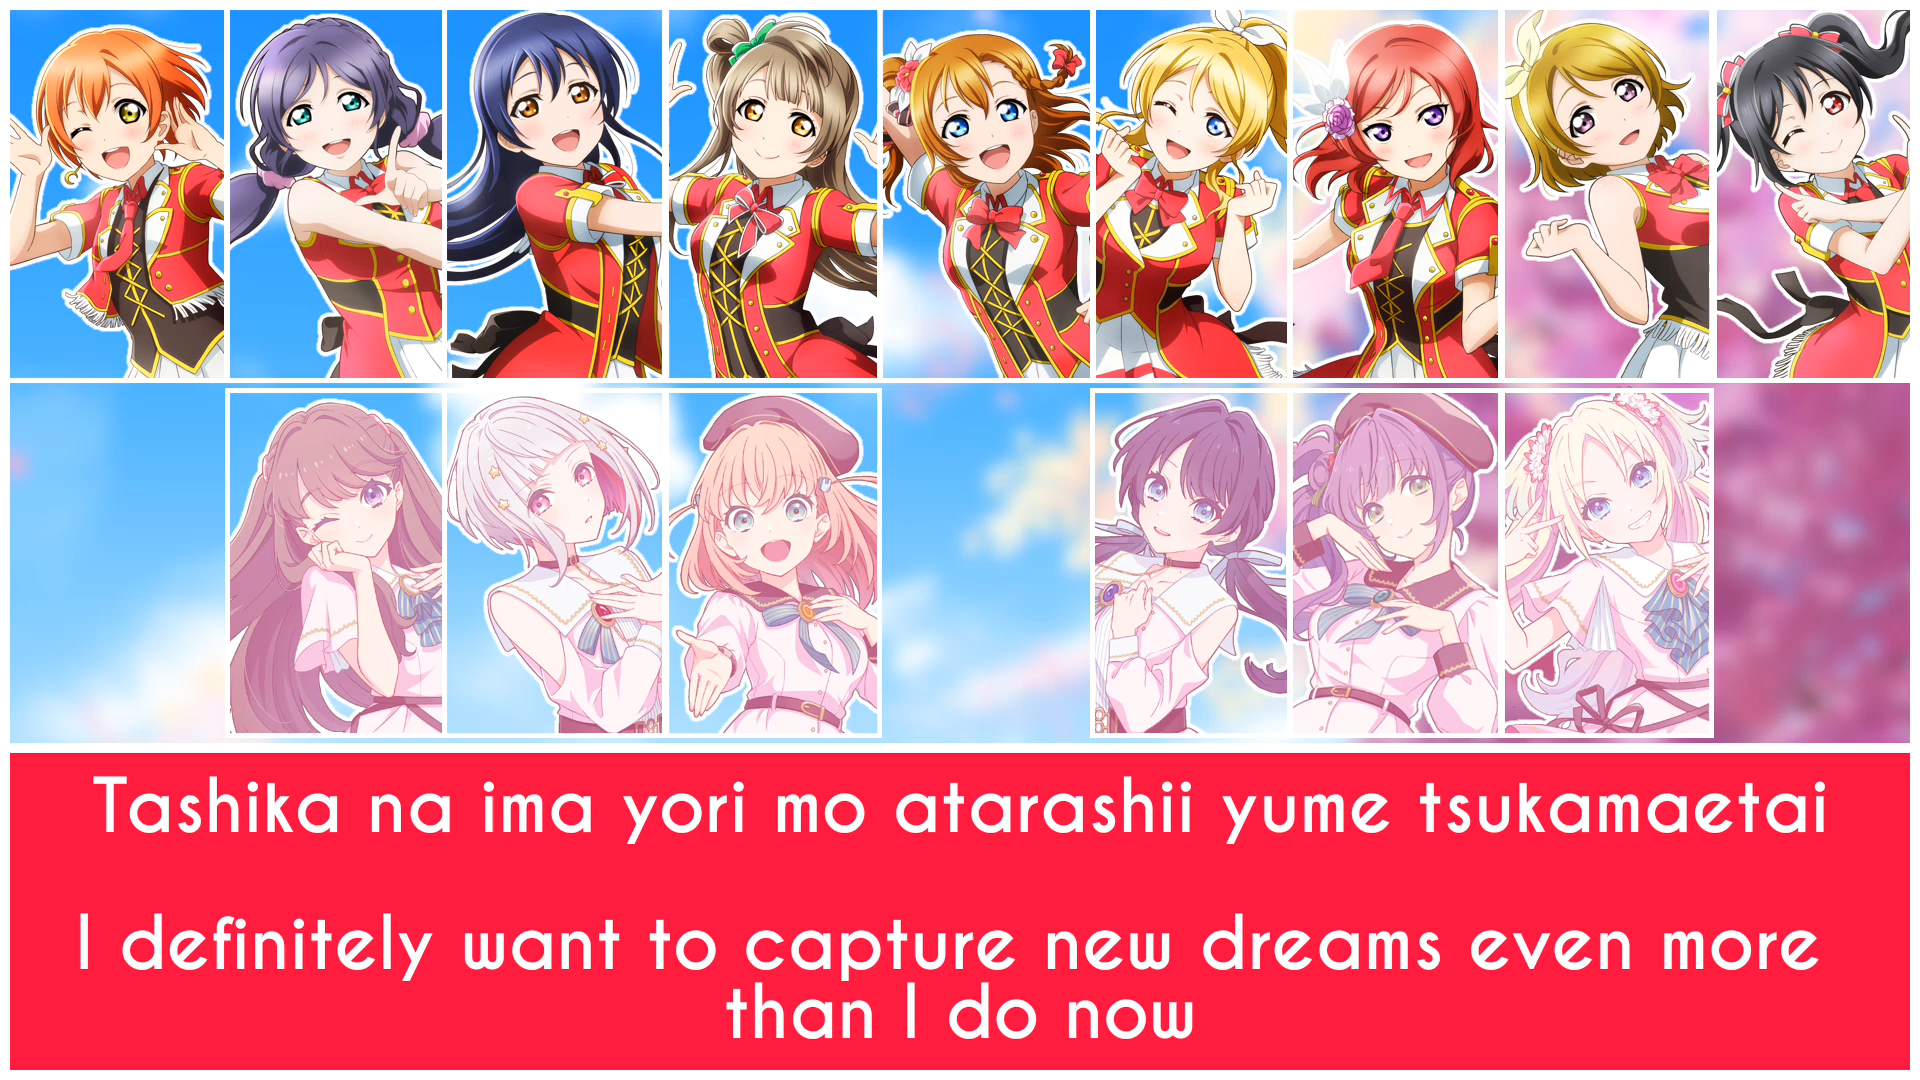 Tashika na ima yori mo atarashii yume tsukamaetai
I definitely want to capture new dreams even more
than I do now